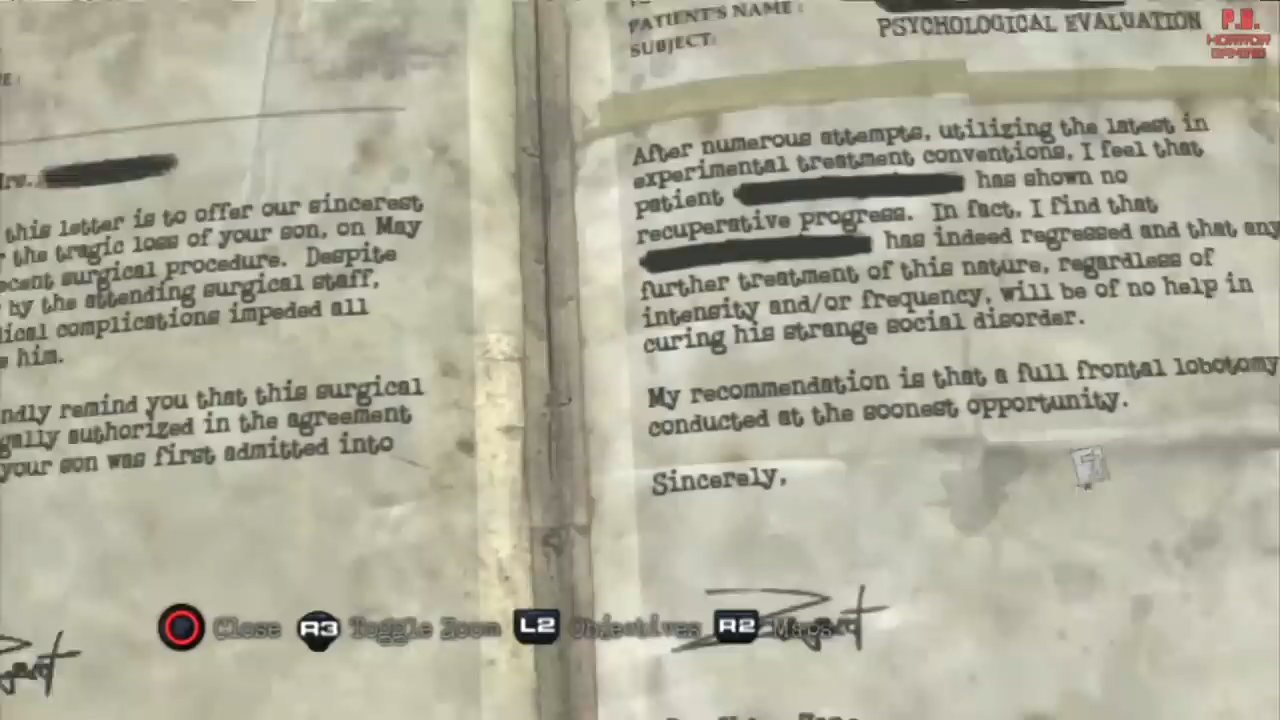 PATIENT'S NAME:
PSYCHOLOGICAL EVALUATION
SUBJECT:
P.B.
HORROR
GAMING
this letter is to offer our sincerest
the tragic loss of your son, on May
surgical procedure. Despite
by the attending surgical staff,
complications impeded all
him.
remind you that this surgical
authorized in the agreement
your son was first admitted into
After numerous attempts, utilizing the latest in
experimental treatment conventions, I feel that
patient has shown no
recuperative progress. In fact, I find that
has indeed regressed and that any
further treatment of this nature, regardless of
intensity and/or frequency, will be of no help in
curing his strange social disorder.
My recommendation is that a full frontal lobotomy
conducted at the soonest opportunity.
Sincerely,
Close R3 Toggle Zoom L2 Objectives R2 Maps